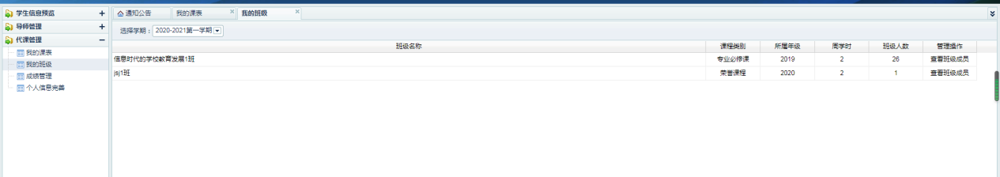 学生信息预览
导师管理
代课管理
我的课表
我的班级
成绩管理
个人信息完善
通知公告 我的课表 我的班级
选择学期： 2020-2021第一学期
班级名称 课程类别 所属年级 周学时 班级人数 管理操作
信息时代的学校教育发展1班 专业必修课 2019 2 26 查看班级成员
jsj1班 荣誉课程 2020 2 1 查看班级成员